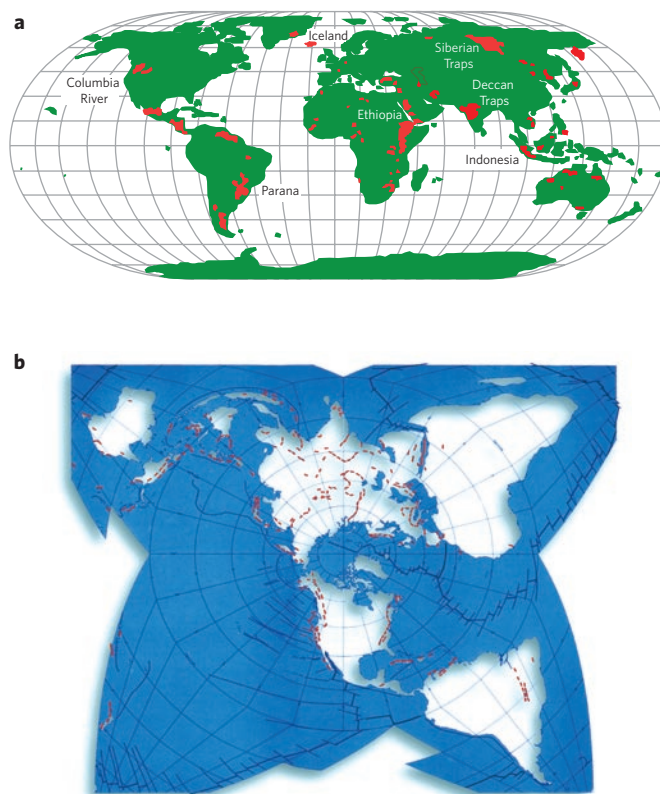 a
Iceland
Siberian
Traps
Columbia
River
Deccan
Traps
Ethiopia
Indonesia
Parana
b